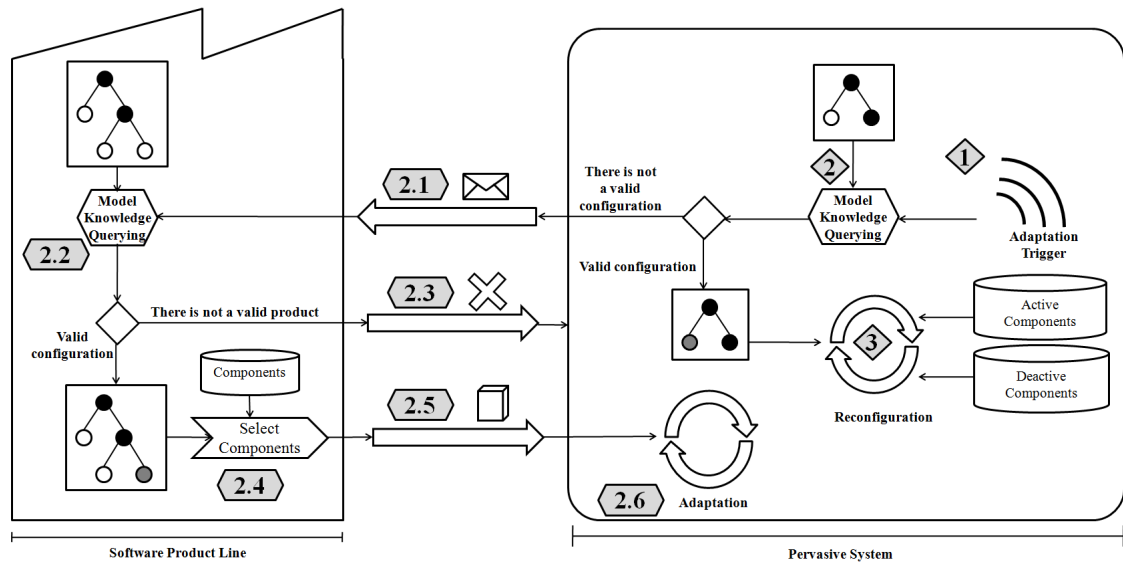 2.1
There is not
a valid
configuration
2
1
Model
Knowledge
Querying
2.2
Model
Knowledge
Querying
Adaptation
Trigger
Valid configuration
2.3
There is not a valid product
Valid
configuration
Active
Components
3
Deactive
Components
Reconfiguration
Components
2.5
Select
Components
2.4
2.6
Adaptation
Software Product Line
Pervasive System